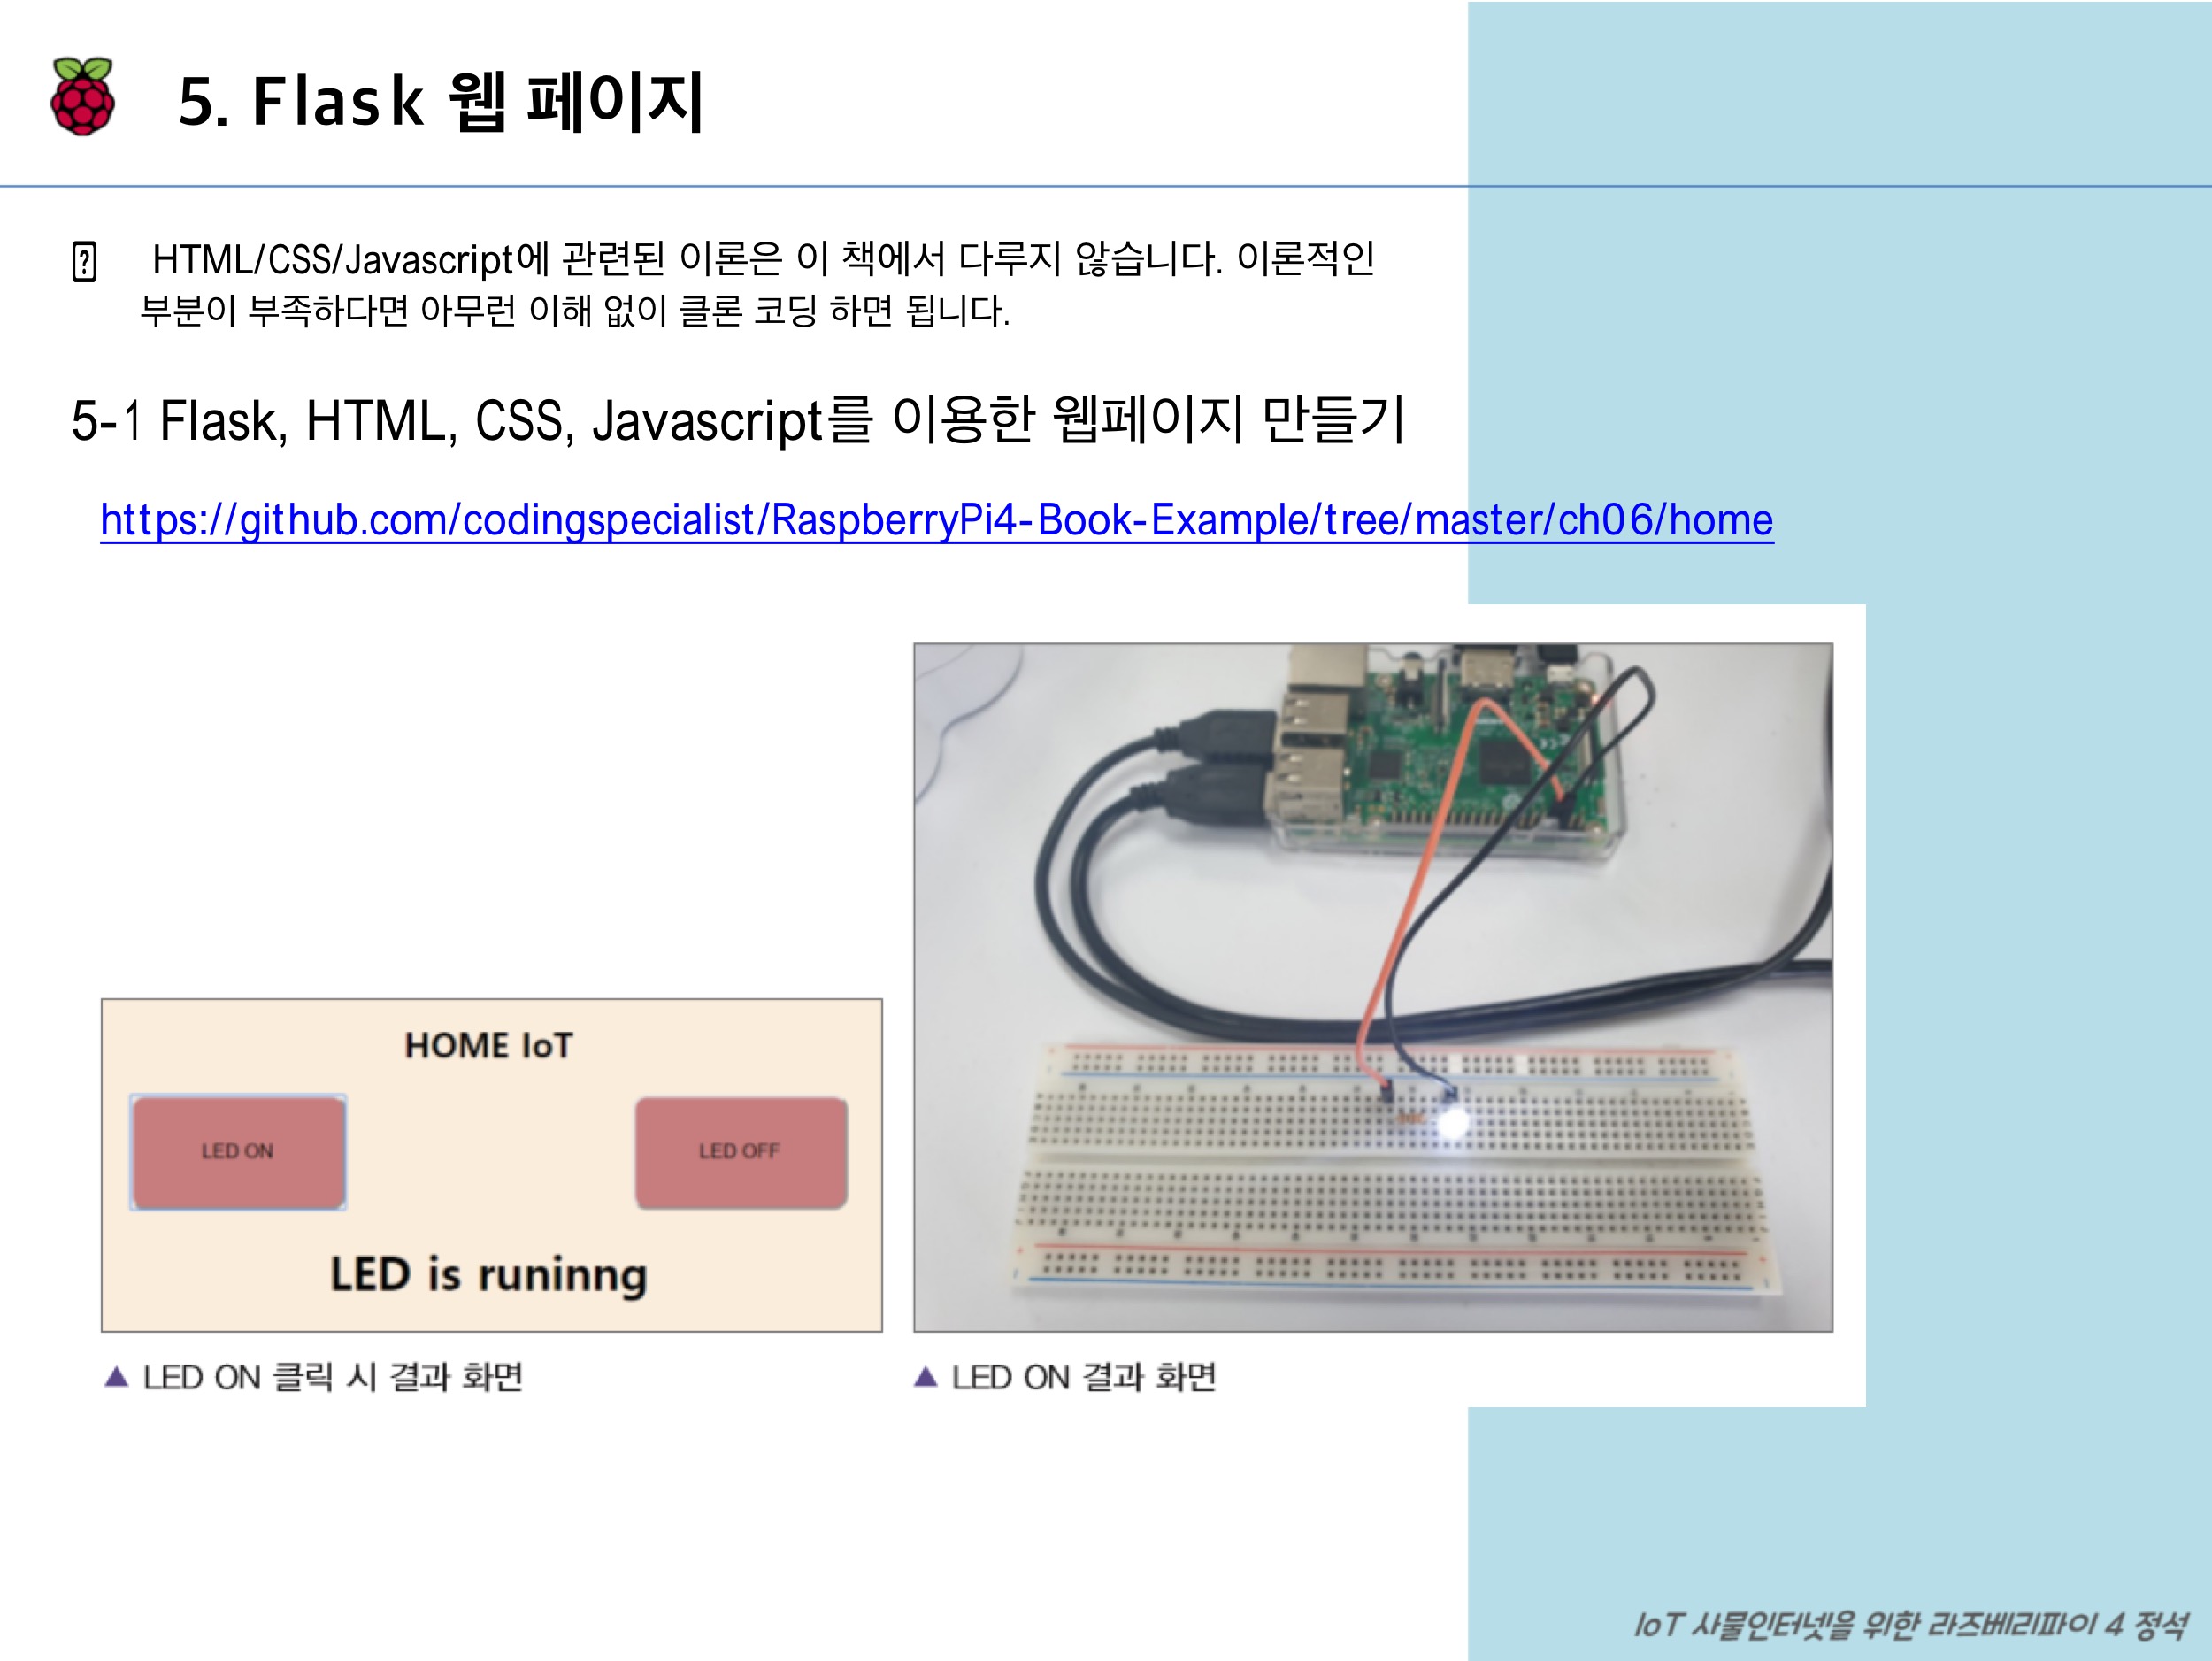 5. Flask 웹 페이지
HTML/CSS/Javascript에 관련된 이론은 이 책에서 다루지 않습니다. 이론적인
부분이 부족하다면 아무런 이해 없이 클론 코딩 하면 됩니다.
5-1 Flask, HTML, CSS, Javascript를 이용한 웹페이지 만들기
https://github.com/codingspecialist/RaspberryPi4-Book-Example/tree/master/ch06/home
HOME IoT
LED ON
LED OFF
LED is runinng
▲ LED ON 클릭 시 결과 화면
▲ LED ON 결과 화면
IoT 사물인터넷을 위한 라즈베리파이 4 정석